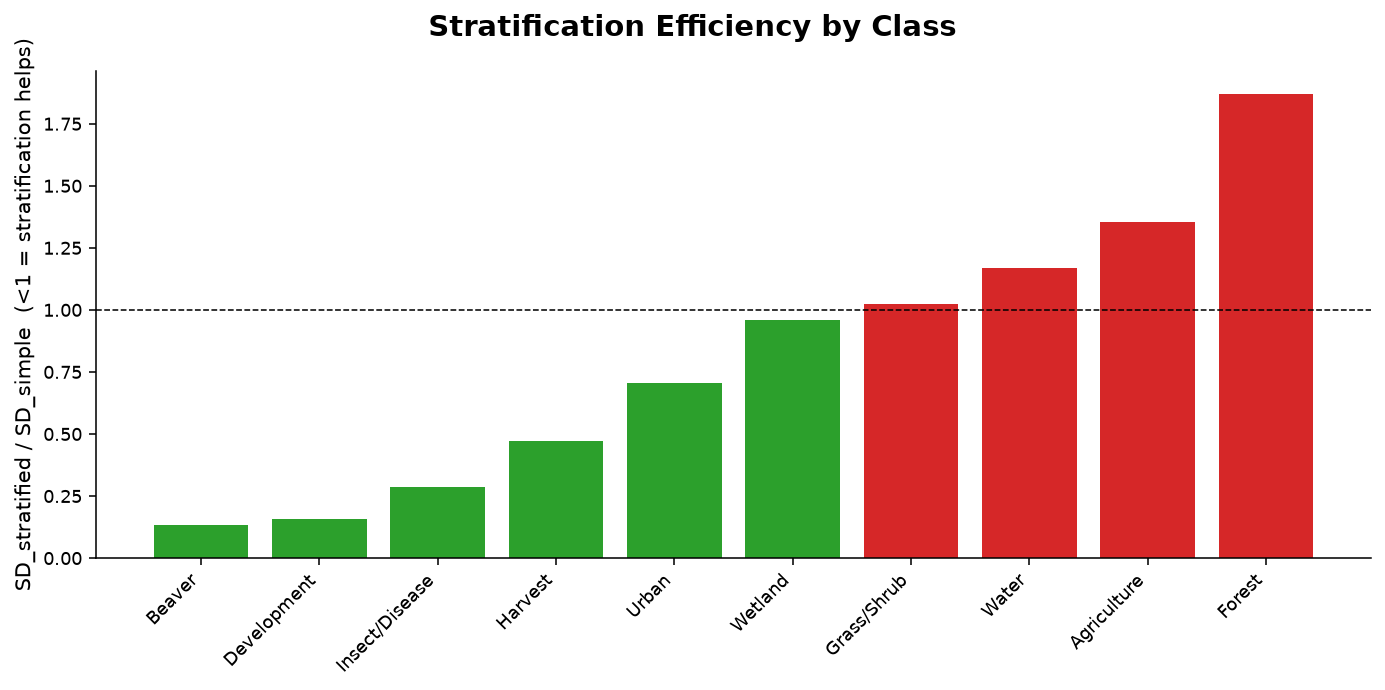 Stratification Efficiency by Class
SD_stratified / SD_simple  (<1 = stratification helps)
1.75
1.50
1.25
1.00
0.75
0.50
0.25
0.00
Beaver
Development
Insect/Disease
Harvest
Urban
Wetland
Grass/Shrub
Water
Agriculture
Forest